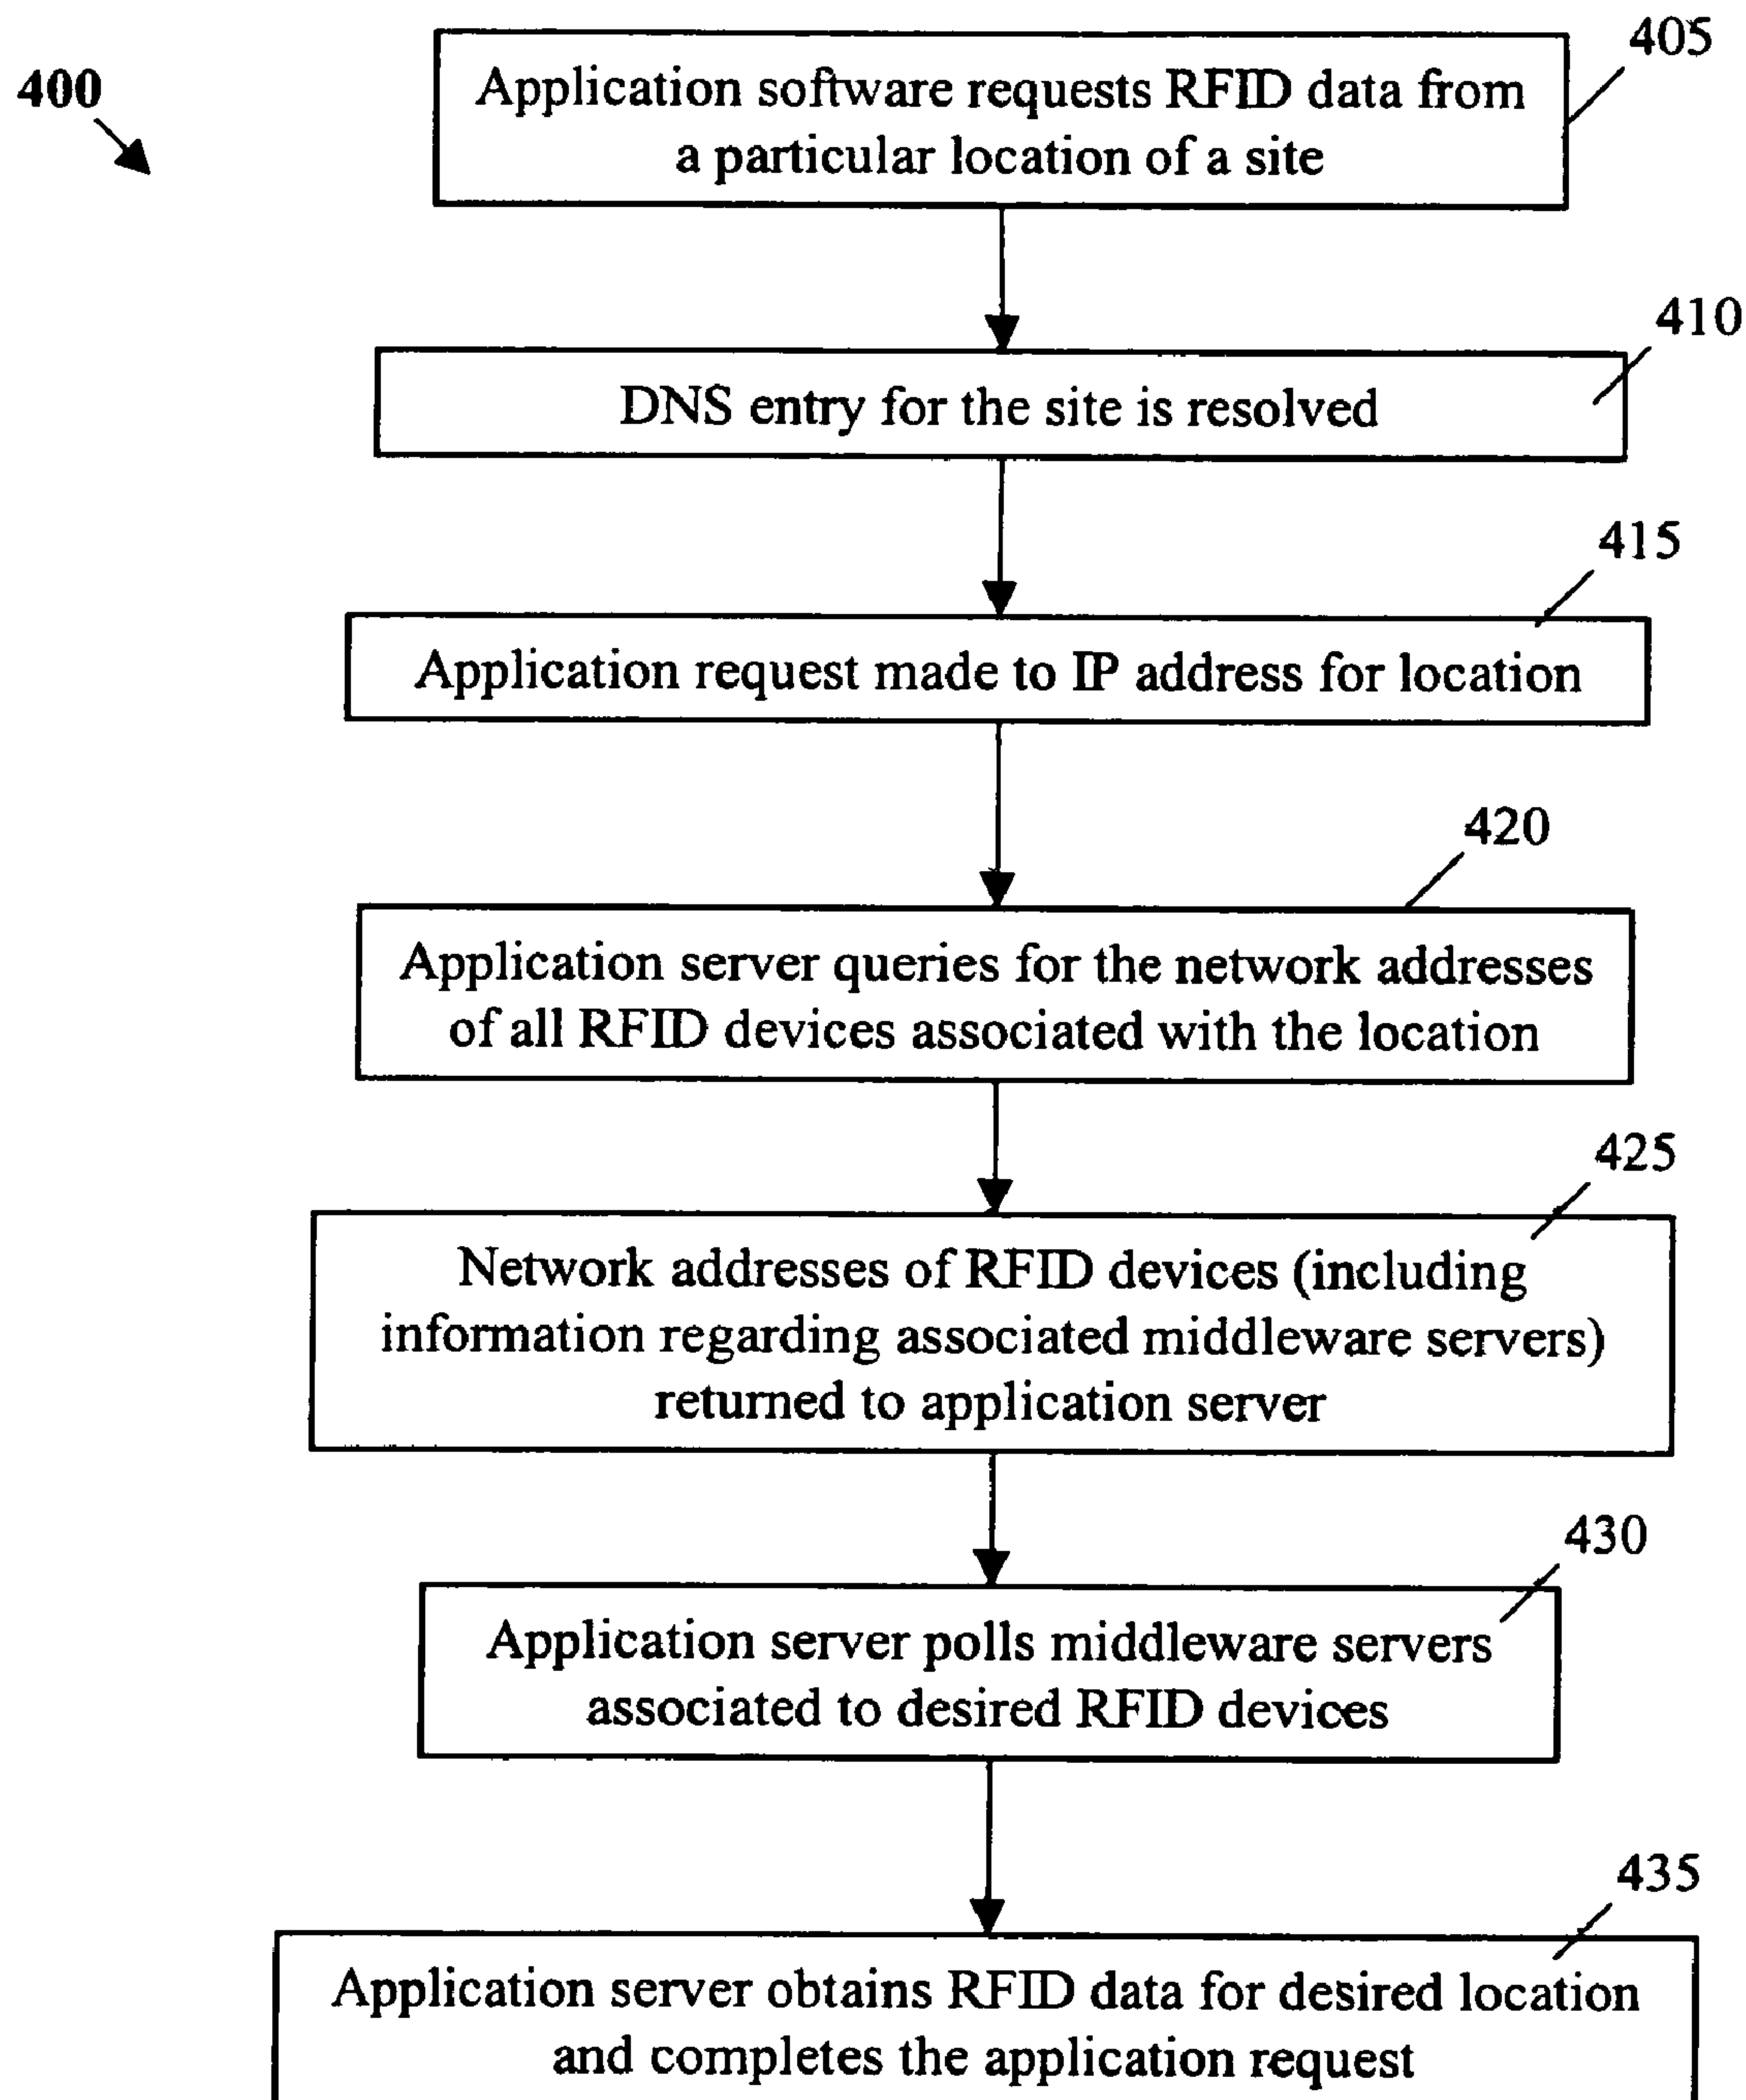 400
405
Application software requests RFID data from
a particular location of a site
410
DNS entry for the site is resolved
415
Application request made to IP address for location
420
Application server queries for the network addresses
of all RFID devices associated with the location
425
Network addresses of RFID devices (including
information regarding associated middleware servers)
returned to application server
430
Application server polls middleware servers
associated to desired RFID devices
435
Application server obtains RFID data for desired location
and completes the application request